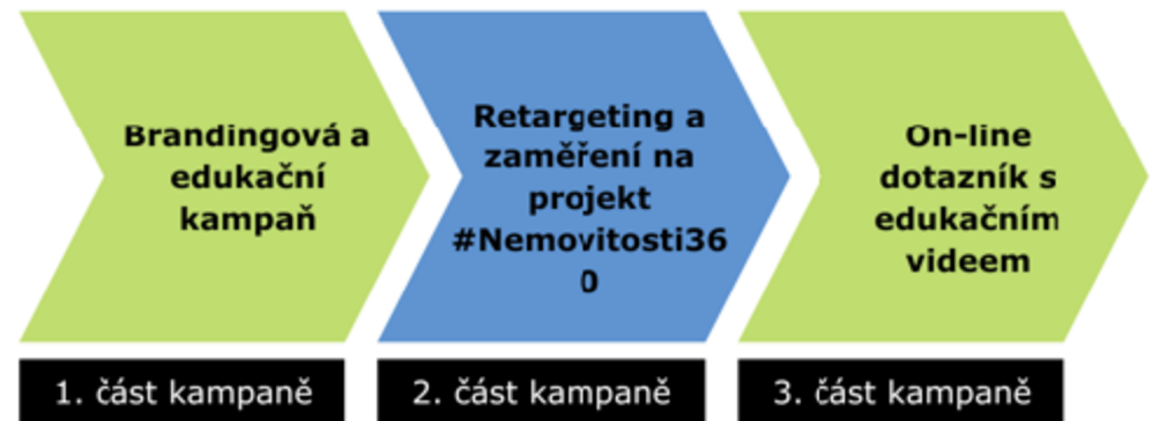 Brandingová a
edukační
kampaň
Retargeting a
zaměření na
projekt
#Nemovitosti36
0
On-line
dotazník s
edukačním
videem
1. část kampaně
2. část kampaně
3. část kampaně